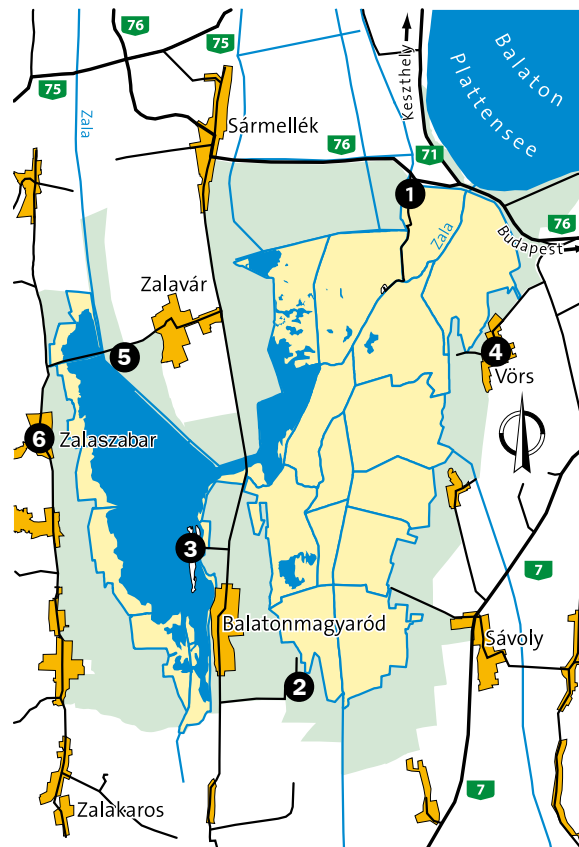 76
75
Keszthely
Balaton
Plattensee
75
Zala
Sármellék
76
71
1
76
Budapest
Zala
Zalavár
5
4
Vörs
6
Zalaszabar
3
7
Balatonmagyaród
Sávoly
2
7
Zalakaros